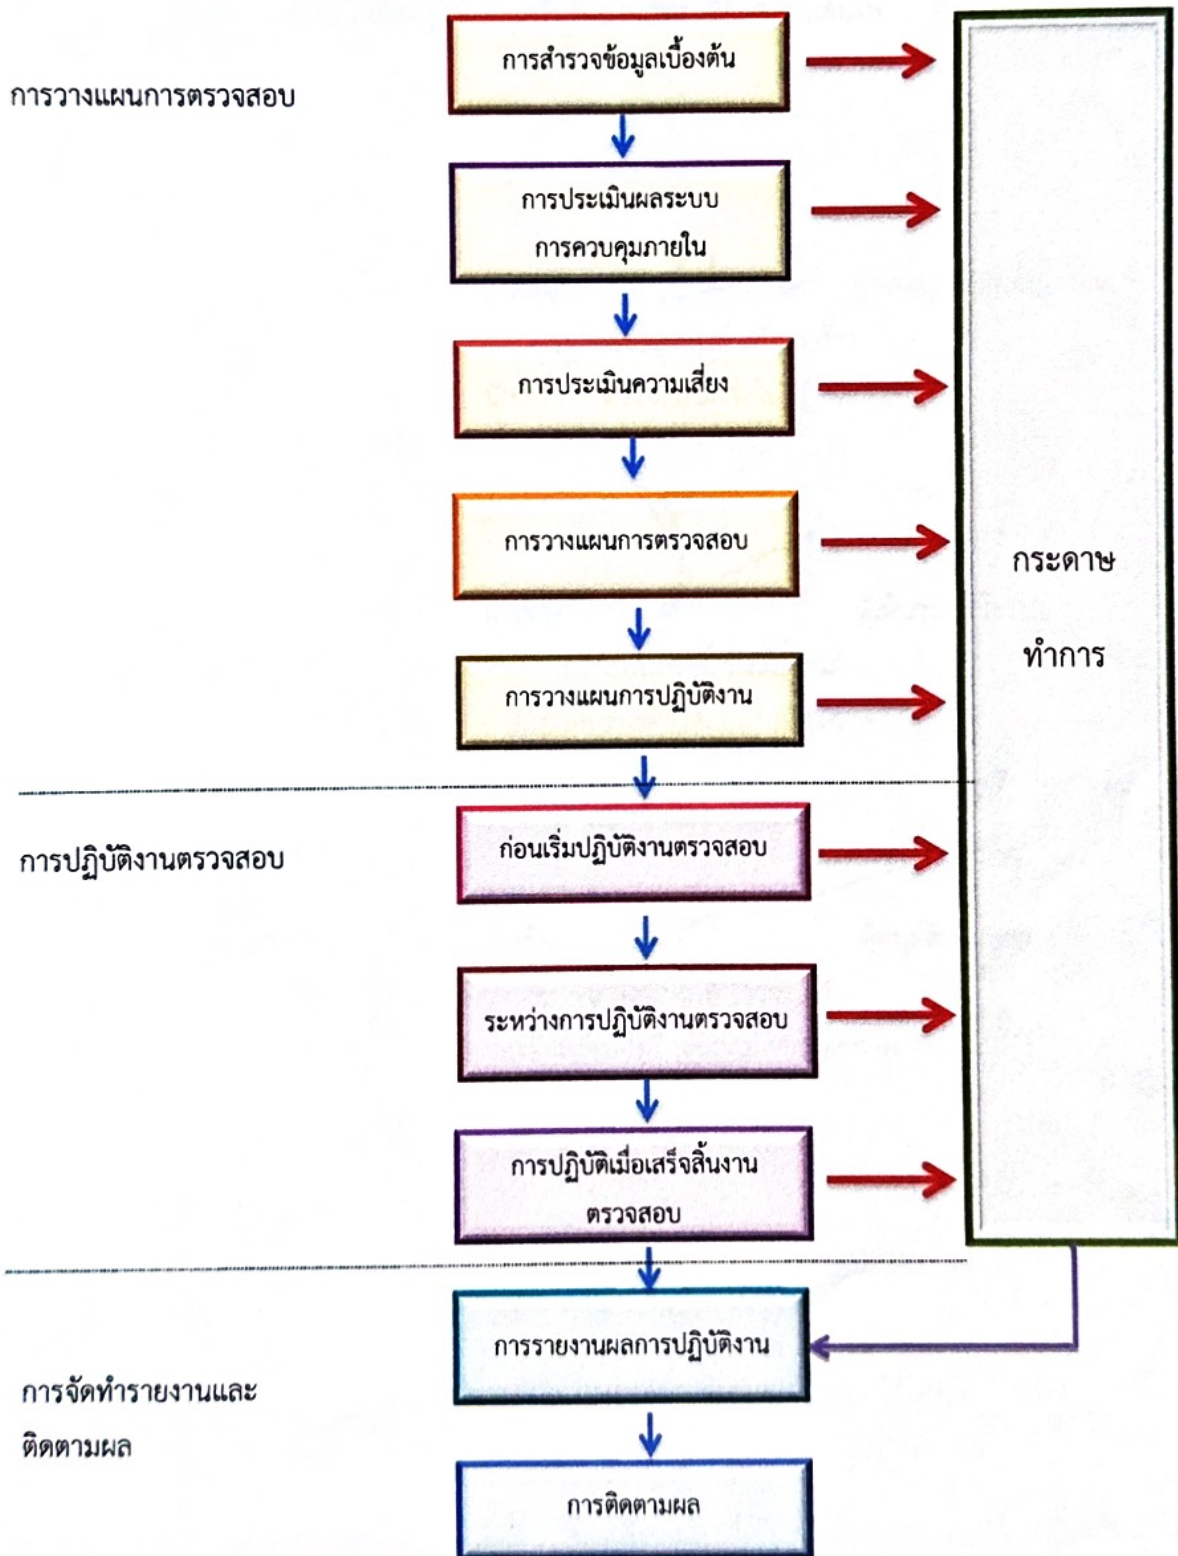 การวางแผนการตรวจสอบ
การสำรวจข้อมูลเบื้องต้น
การประเมินผลระบบ
การควบคุมภายใน
การประเมินความเสี่ยง
การวางแผนการตรวจสอบ
การวางแผนการปฏิบัติงาน
กระดาษ
ทำการ
การปฏิบัติงานตรวจสอบ
ก่อนเริ่มปฏิบัติงานตรวจสอบ
ระหว่างการปฏิบัติงานตรวจสอบ
การปฏิบัติเมื่อเสร็จสิ้นงาน
ตรวจสอบ
การจัดทำรายงานและ
ติดตามผล
การรายงานผลการปฏิบัติงาน
การติดตามผล